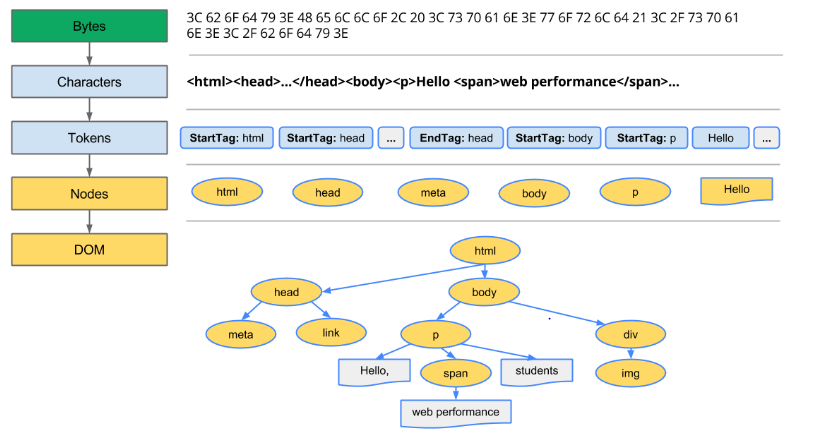 Bytes
3C 62 6F 64 79 3E 48 65 6C 6C 6F 2C 20 3C 73 70 61 6E 3E 77 6F 72 6C 64 21 3C 2F 73 70 61
6E 3E 3C 2F 62 6F 64 79 3E
Characters
<html><head>...</head><body><p>Hello <span>web performance</span>...
Tokens
StartTag: html StartTag: head ... EndTag: head StartTag: body StartTag: p Hello ...
Nodes
html head meta body p Hello
DOM
html
head body
meta link p div
Hello, span students img
web performance